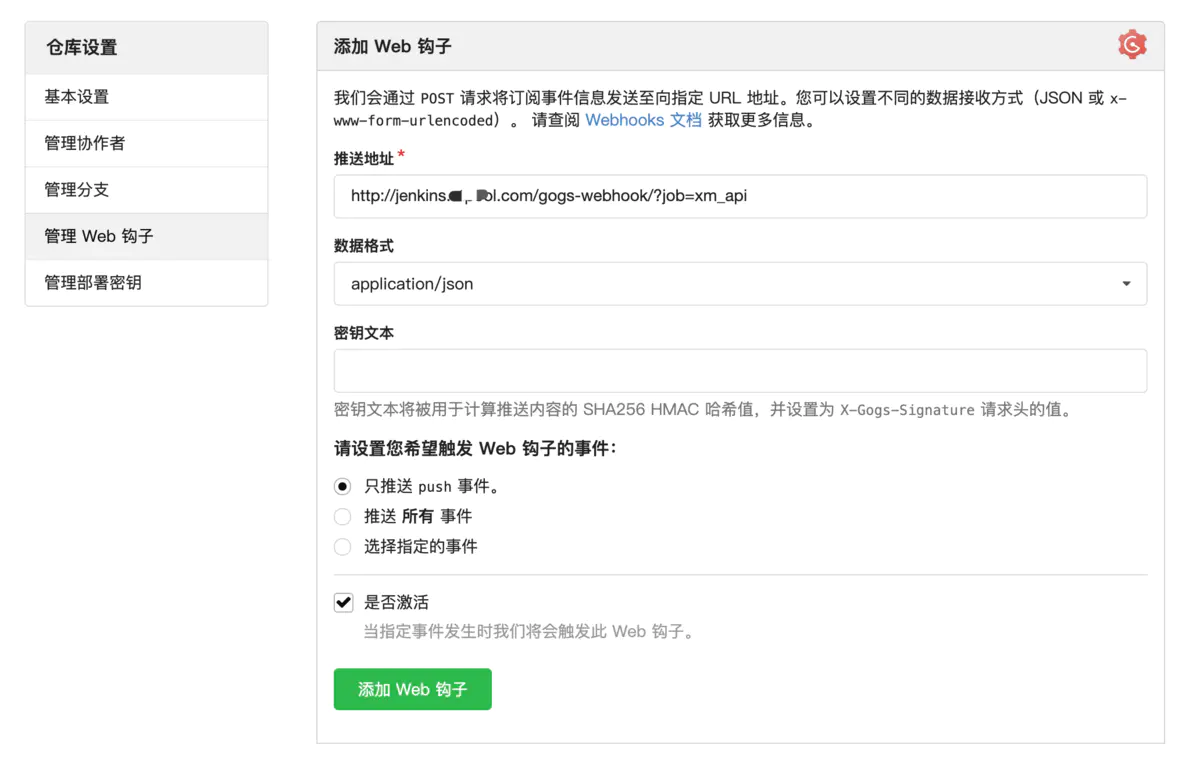 仓库设置
基本设置
管理协作者
管理分支
管理 Web 钩子
管理部署密钥
添加 Web 钩子
我们会通过 POST 请求将订阅事件信息发送至向指定 URL 地址。您可以设置不同的数据接收方式（JSON 或 x-
www-form-urlencoded）。 请查阅 Webhooks 文档 获取更多信息。
推送地址*
http://jenkins. ol.com/gogs-webhook/?job=xm_api
数据格式
application/json
密钥文本
密钥文本将被用于计算推送内容的 SHA256 HMAC 哈希值，并设置为 X-Gogs-Signature 请求头的值。
请设置您希望触发 Web 钩子的事件：
只推送 push 事件。
推送 所有 事件
选择指定的事件
是否激活
当指定事件发生时我们将会触发此 Web 钩子。
添加 Web 钩子